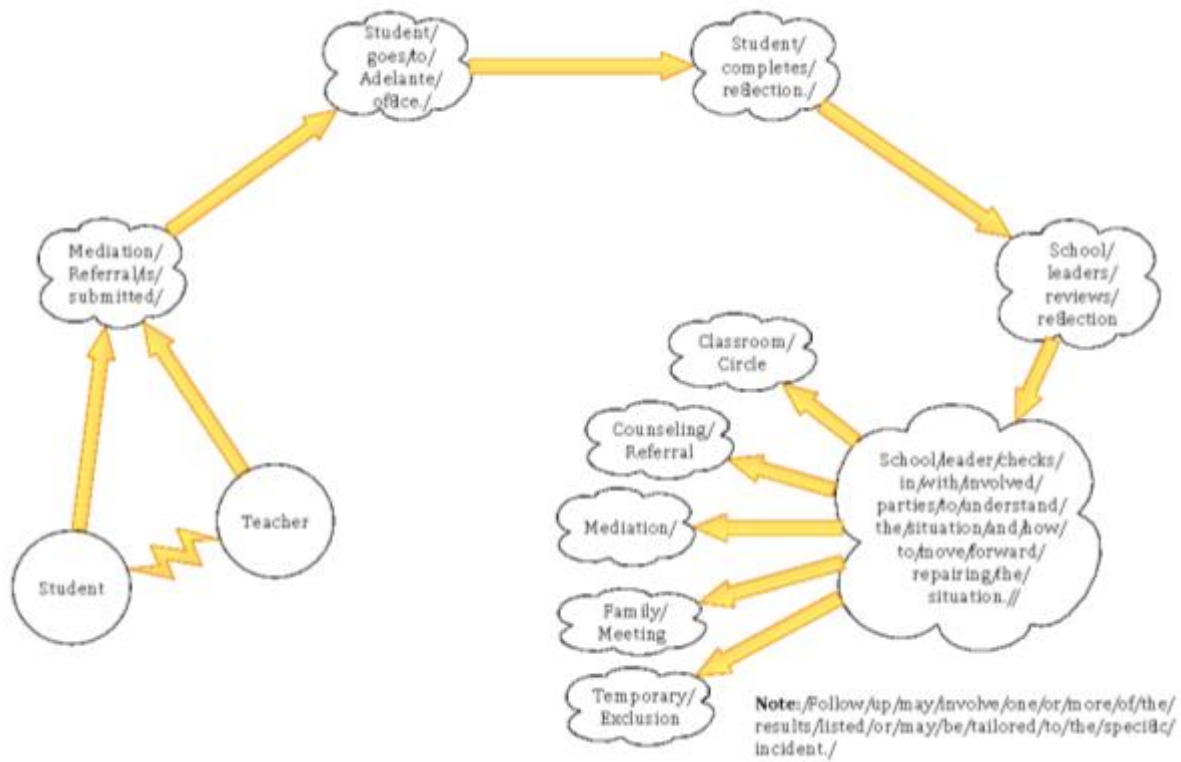 Student/
goes/to/
Adelante/
office./
Student/
completes/
reflection./
Mediation/
Referral/is/
submitted/
School/
leaders/
reviews/
reflection
Classroom/
Circle
Counseling/
Referral
School/leader/checks/
in/with/involved/
parties/to/understand/
the/situation/and/how/
to/move/forward/
repairing/the/
situation.//
Teacher
Mediation/
Student
Family/
Meeting
Temporary/
Exclusion
Note:/Follow/up/may/involve/one/or/more/of/the/
results/listed/or/may/be/tailored/to/the/specific/
incident./